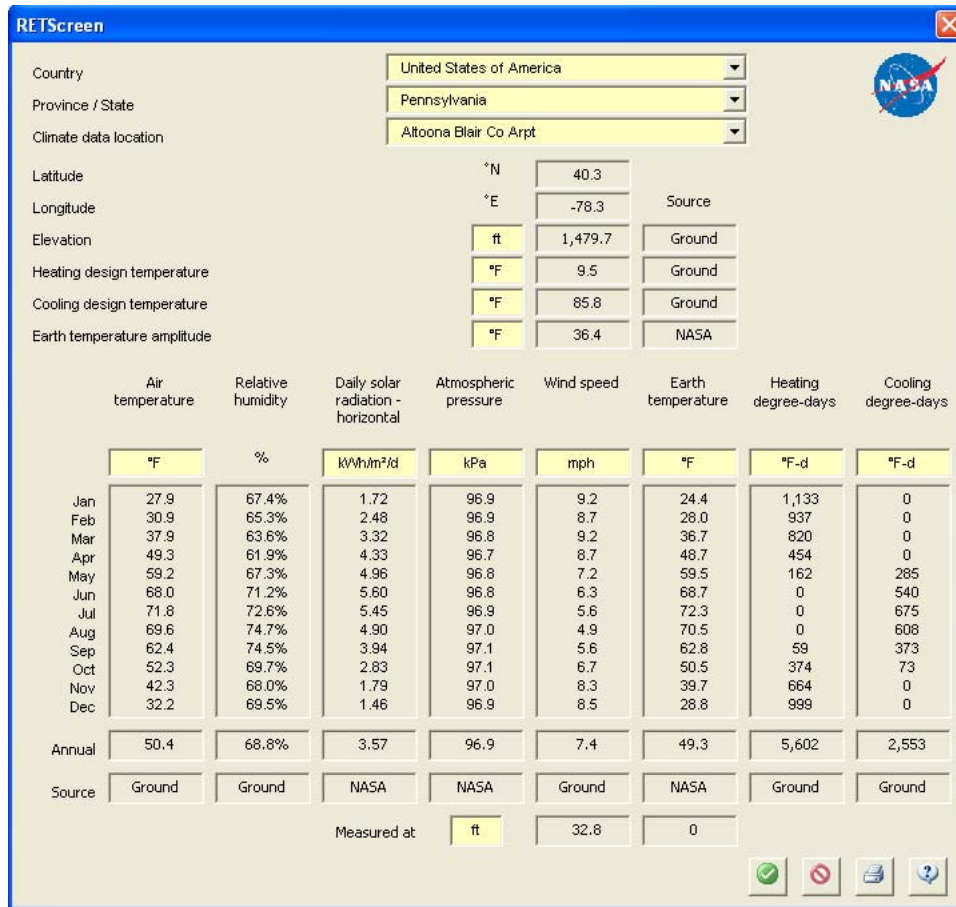 RETScreen
Country United States of America
Province / State Pennsylvania
Climate data location Altoona Blair Co Arpt
NASA
Latitude °N 40.3
Longitude °E -78.3 Source
Elevation ft 1,479.7 Ground
Heating design temperature °F 9.5 Ground
Cooling design temperature °F 85.8 Ground
Earth temperature amplitude °F 36.4 NASA
Air temperature Relative humidity Daily solar radiation - horizontal Atmospheric pressure Wind speed Earth temperature Heating degree-days Cooling degree-days
°F % kWh/m²/d kPa mph °F °F-d °F-d
Jan 27.9 67.4% 1.72 96.9 9.2 24.4 1,133 0
Feb 30.9 65.3% 2.48 96.9 8.7 28.0 937 0
Mar 37.9 63.6% 3.32 96.8 9.2 36.7 820 0
Apr 49.3 61.9% 4.33 96.7 8.7 48.7 454 0
May 59.2 67.3% 4.96 96.8 7.2 59.5 162 285
Jun 68.0 71.2% 5.60 96.8 6.3 68.7 0 540
Jul 71.8 72.6% 5.45 96.9 5.6 72.3 0 675
Aug 69.6 74.7% 4.90 97.0 4.9 70.5 0 608
Sep 62.4 74.5% 3.94 97.1 5.6 62.8 59 373
Oct 52.3 69.7% 2.83 97.1 6.7 50.5 374 73
Nov 42.3 68.0% 1.79 97.0 8.3 39.7 664 0
Dec 32.2 69.5% 1.46 96.9 8.5 28.8 999 0
Annual 50.4 68.8% 3.57 96.9 7.4 49.3 5,602 2,553
Source Ground Ground NASA NASA Ground NASA Ground Ground
Measured at ft 32.8 0